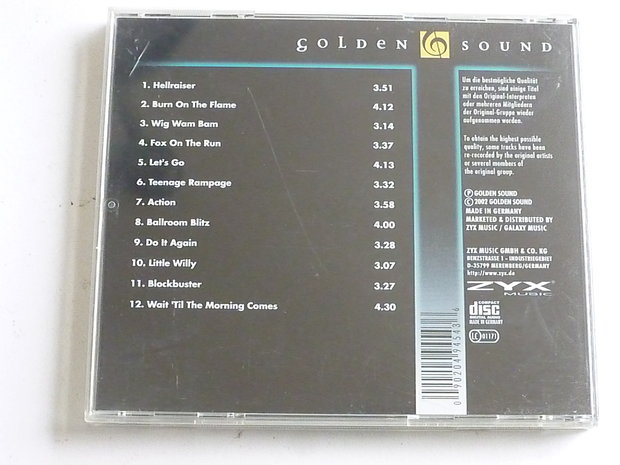 GOLDEN SOUND
1. Hellraiser 3.51
2. Burn On The Flame 4.12
3. Wig Wam Bam 3.14
4. Fox On The Run 3.37
5. Let's Go 4.13
6. Teenage Rampage 3.32
7. Action 3.58
8. Ballroom Blitz 4.00
9. Do It Again 3.28
10. Little Willy 3.07
11. Blockbuster 3.27
12. Wait 'Til The Morning Comes 4.30
Um die bestmögliche Qualität
zu erreichen, sind einige Titel
mit den Original-Interpreten
oder mehreren Mitgliedern
der Original-Gruppe wieder
aufgenommen worden.
To obtain the highest possible
quality, some tracks have been
re-recorded by the original artists
or several members of
the original group.
Ⓟ GOLDEN SOUND
© 2002 GOLDEN SOUND
MADE IN GERMANY
MARKETED & DISTRIBUTED BY
ZYX MUSIC / GALAXY MUSIC
ZYX MUSIC GMBH & CO. KG
BENZSTRASSE 1 - INDUSTRIEGEBIET
D-35799 MERENBERG/GERMANY
http://www.zyx.de
ZYX
MUSIC
COMPACT
disc
DIGITAL AUDIO
MADE IN GERMANY
LC 01171
0 90204 94543 6